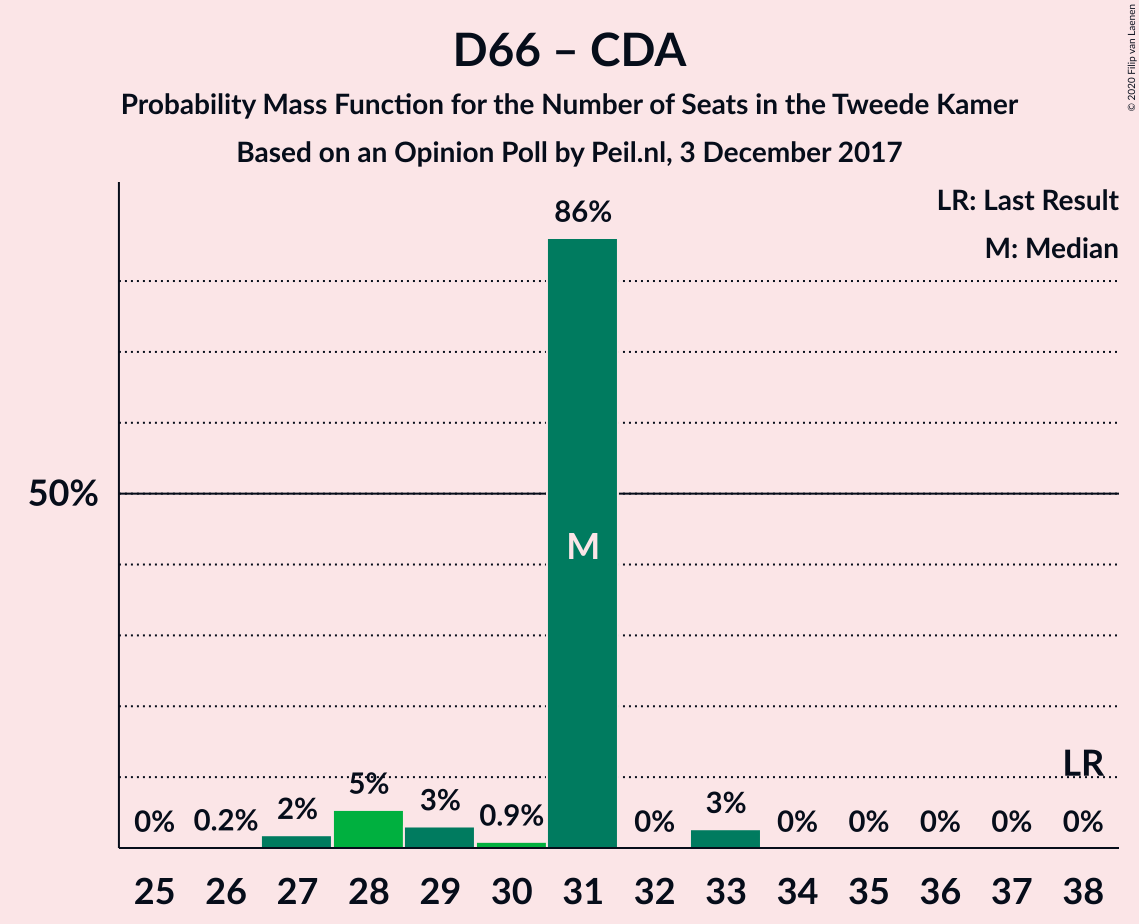 D66 – CDA
Probability Mass Function for the Number of Seats in the Tweede Kamer
Based on an Opinion Poll by Peil.nl, 3 December 2017
© 2020 Filip van Laenen
LR: Last Result
M: Median
86%
50%
M
LR
0% 0.2% 2% 5% 3% 0.9% 0% 3% 0% 0% 0% 0% 0%
25 26 27 28 29 30 31 32 33 34 35 36 37 38